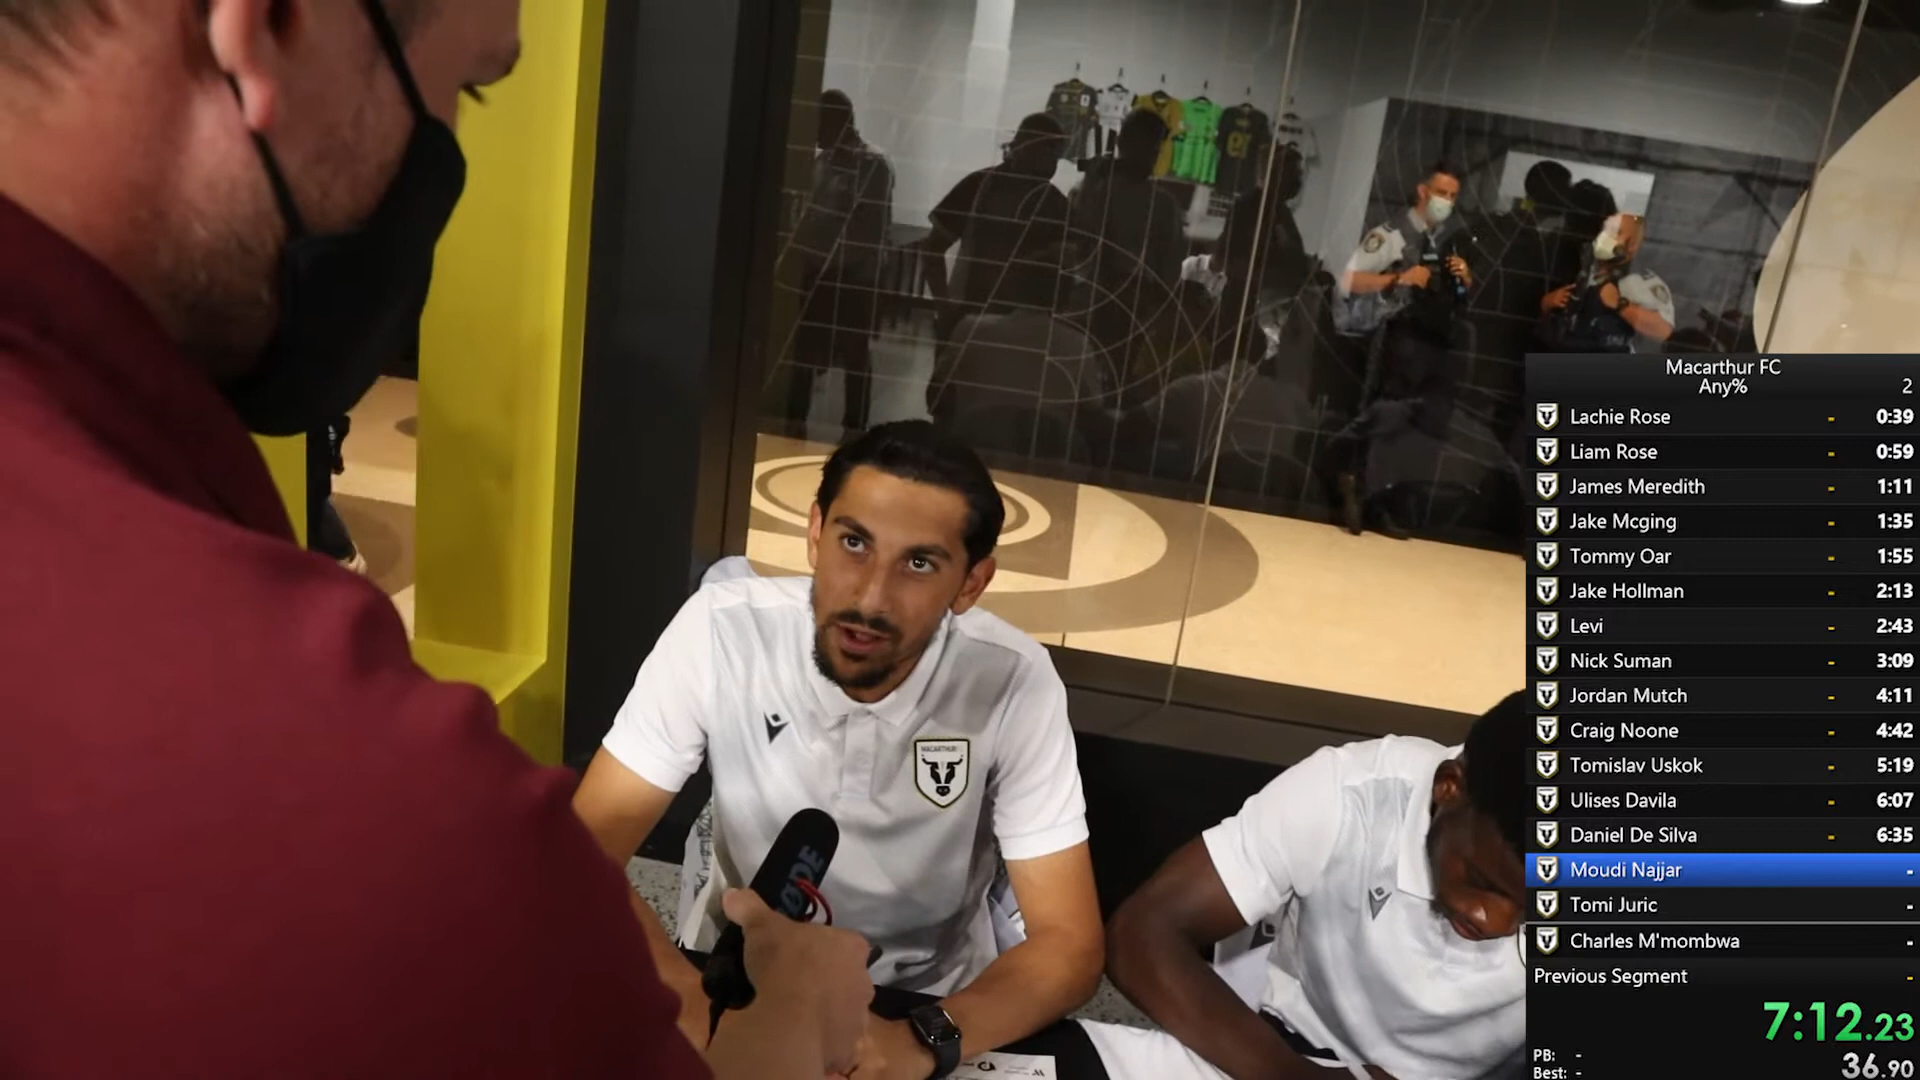 MACARTHUR
RØDE
Macarthur FC
Any% 2
Lachie Rose - 0:39
Liam Rose - 0:59
James Meredith - 1:11
Jake Mcging - 1:35
Tommy Oar - 1:55
Jake Hollman - 2:13
Levi - 2:43
Nick Suman - 3:09
Jordan Mutch - 4:11
Craig Noone - 4:42
Tomislav Uskok - 5:19
Ulises Davila - 6:07
Daniel De Silva - 6:35
Moudi Najjar -
Tomi Juric -
Charles M'mombwa -
Previous Segment -
7:12.23
PB: -
Best: - 36.90